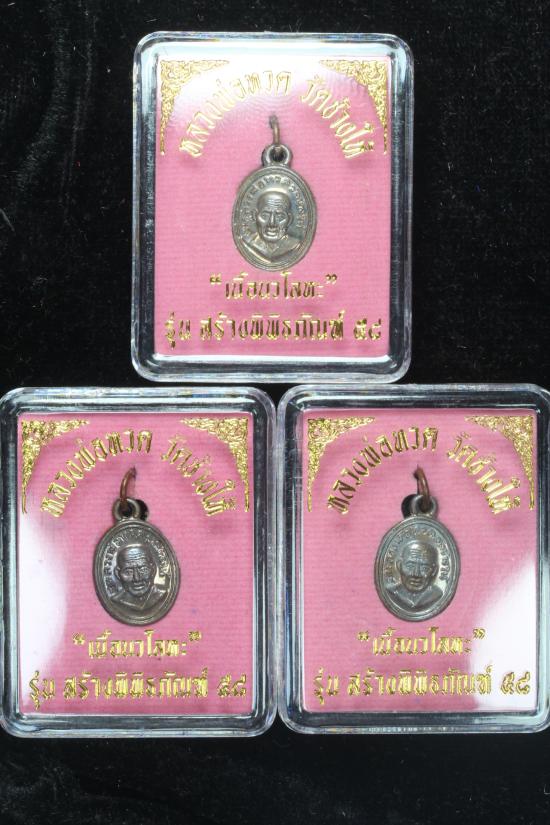 หลวงพ่อทวด วัดช้างให้
"เนื้อนวโลหะ"
รุ่น สร้างพิพิธภัณฑ์ ๕๘
หลวงพ่อทวด วัดช้างให้
"เนื้อนวโลหะ"
รุ่น สร้างพิพิธภัณฑ์ ๕๘
หลวงพ่อทวด วัดช้างให้
"เนื้อนวโลหะ"
รุ่น สร้างพิพิธภัณฑ์ ๕๘